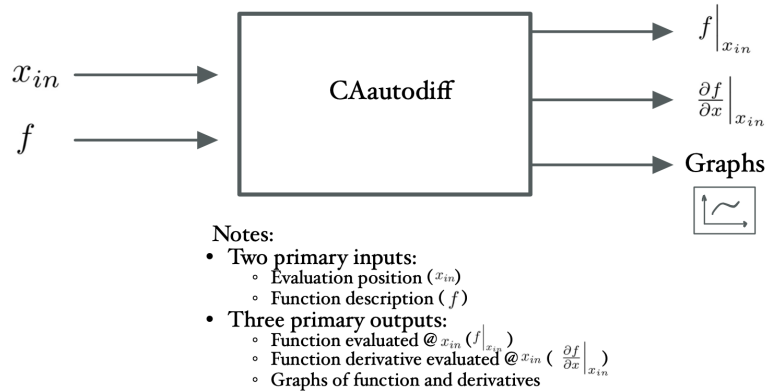 f|x_in
x_in
CAautodiff
∂f/∂x|x_in
f
Graphs
Notes:
• Two primary inputs:
◦ Evaluation position (x_in)
◦ Function description ( f )
• Three primary outputs:
◦ Function evaluated @ x_in (f|x_in )
◦ Function derivative evaluated @ x_in ( ∂f/∂x|x_in )
◦ Graphs of function and derivatives